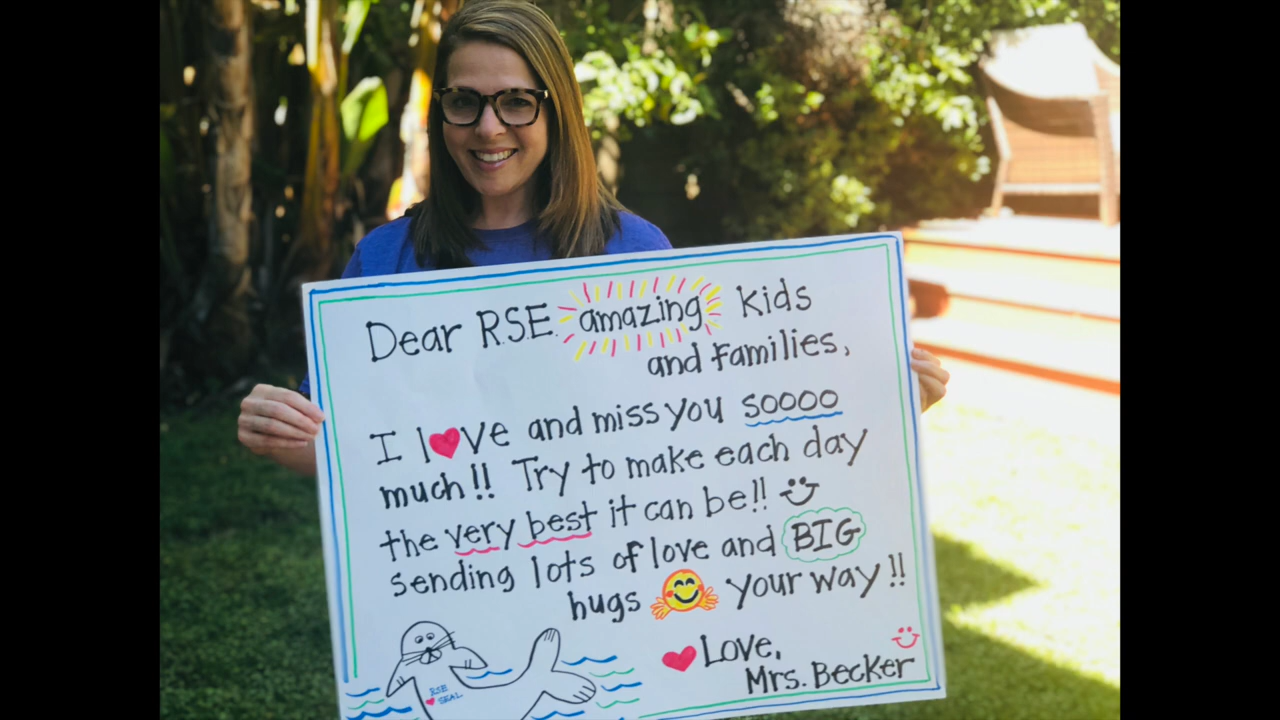 Dear R.S.E. amazing kids
and families,
I love and miss you soooo
much!! Try to make each day
the very best it can be!!
sending lots of love and BIG
hugs your way!!
Love,
Mrs. Becker
RSE
SEAL